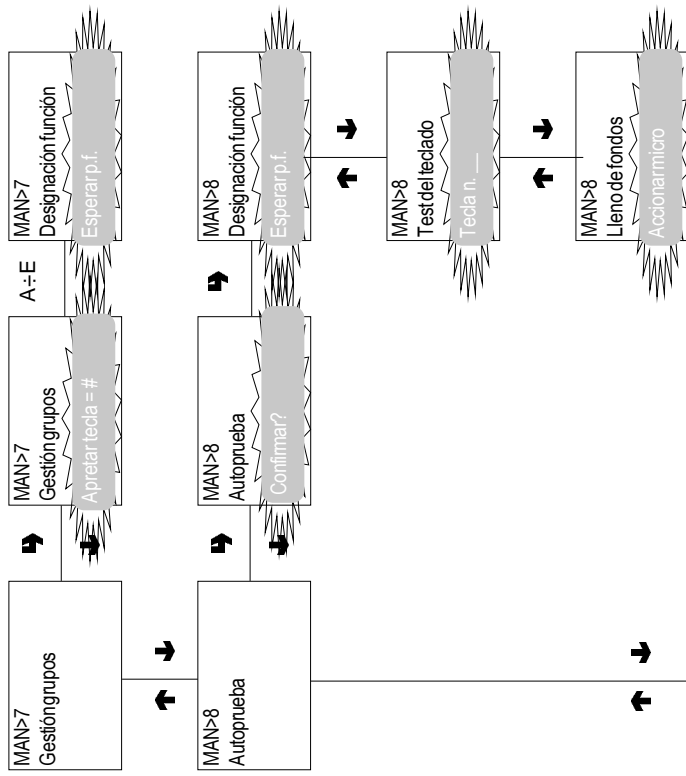 MAN>7
Gestión grupos
MAN>7
Gestión grupos
Apretar tecla = #
A÷E
MAN>7
Designación función
Esperar p.f.
MAN>8
Autoprueba
MAN>8
Autoprueba
Confirmar?
MAN>8
Designación función
Esperar p.f.
MAN>8
Test del teclado
Tecla n. __
MAN>8
Lleno de fondos
Accionar micro